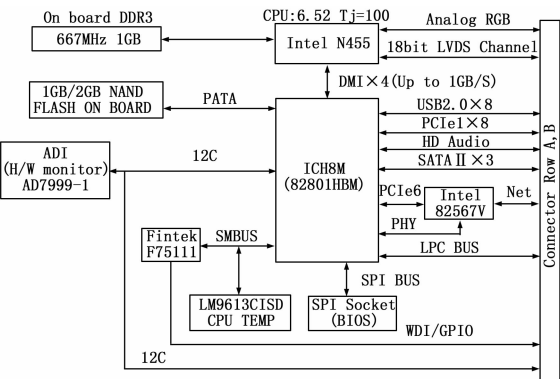 On board DDR3
667MHz 1GB
CPU:6.52 Tj=100
Intel N455
Analog RGB
18bit LVDS Channel
DMI×4(Up to 1GB/S)
1GB/2GB NAND
FLASH ON BOARD
PATA
USB2.0×8
PCIe1×8
HD Audio
SATAⅡ×3
ADI
(H/W monitor)
AD7999-1
12C
ICH8M
(82801HBM)
PCIe6
Intel
82567V
Net
PHY
LPC BUS
Fintek
F75111
SMBUS
LM9613CISD
CPU TEMP
SPI BUS
SPI Socket
(BIOS)
WDI/GPIO
12C
Connector Row A,B